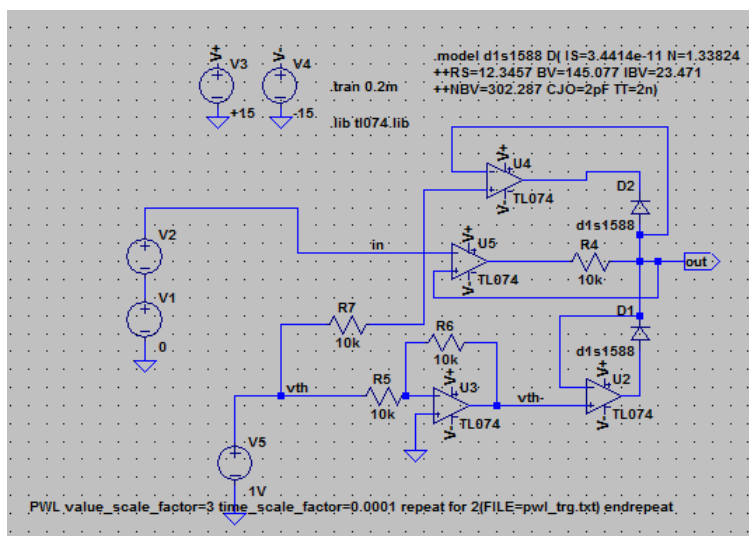 V+
V-
V3
V4
+15
-15
.tran 0.2m
.lib tl074.lib
.model d1s1588 D( IS=3.4414e-11 N=1.33824
++RS=12.3457 BV=145.077 IBV=23.471
++NBV=302.287 CJO=2pF TT=2n)
V+
U4
V-
TL074
D2
d1s1588
V2
in
V+
U5
V-
TL074
R4
10k
out
V1
0
R7
10k
R6
10k
D1
d1s1588
vth
R5
10k
V+
U3
V-
TL074
vth-
V+
U2
V-
TL074
V5
1V
PWL value_scale_factor=3 time_scale_factor=0.0001 repeat for 2(FILE=pwl_trg.txt) endrepeat